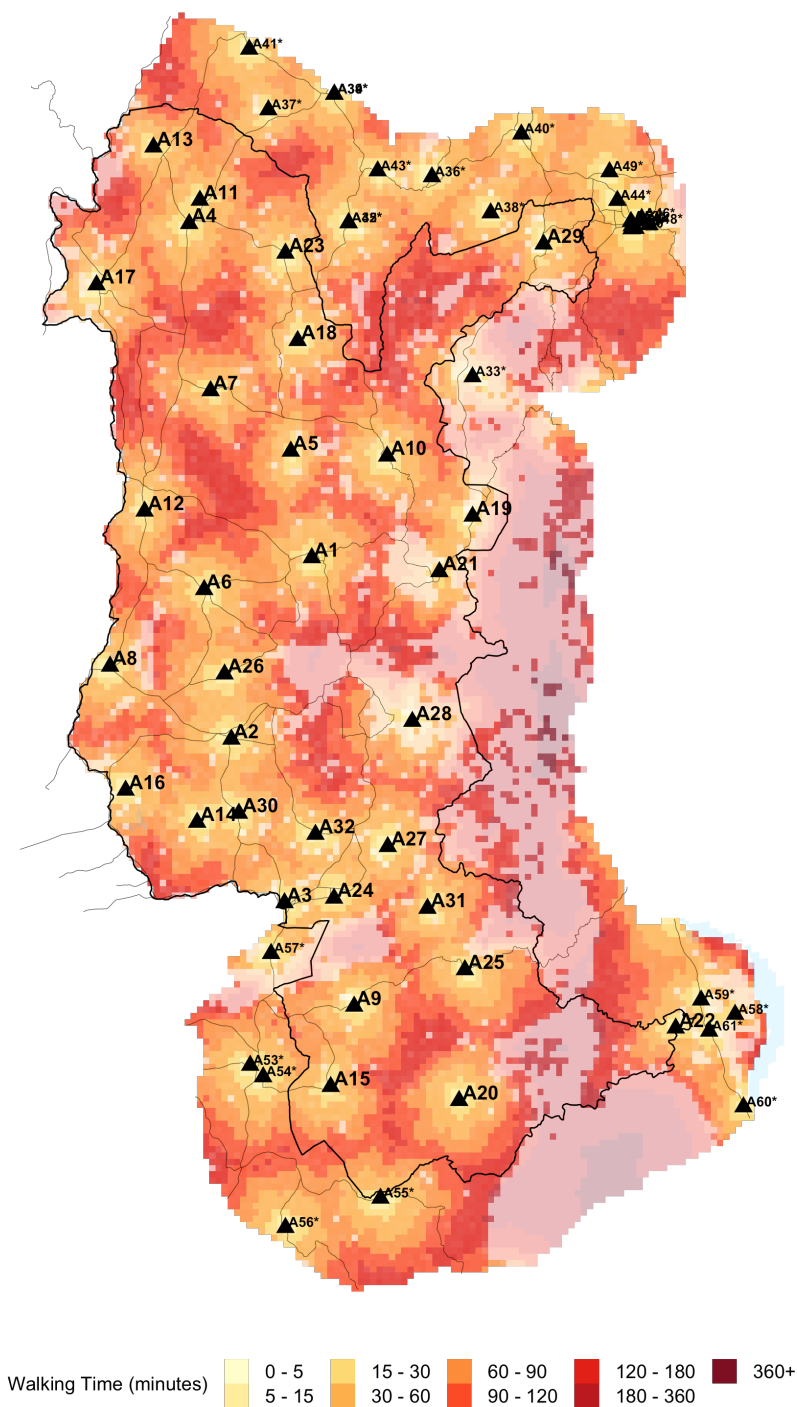 A41*
A37*
A13
A43*
A36*
A40*
A49*
A11
A4
A44*
A38*
A23
A29
A17
A18
A33*
A7
A5
A10
A12
A19
A1
A21
A6
A8
A26
A28
A2
A16
A14
A30
A32
A27
A3
A24
A31
A57*
A25
A9
A59*
A58*
A22
A61*
A53*
A54*
A15
A20
A60*
A55*
A56*
Walking Time (minutes)
0 - 5
15 - 30
60 - 90
120 - 180
360+
5 - 15
30 - 60
90 - 120
180 - 360